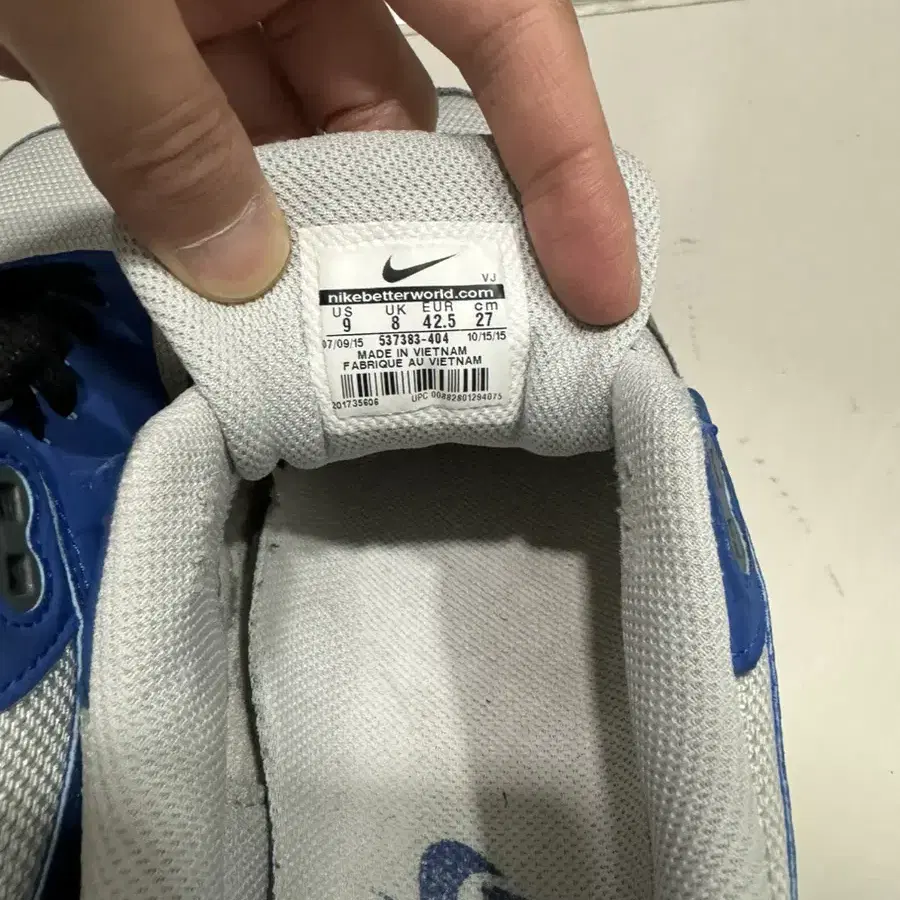 VJ
nikebetterworld.com
US UK EUR cm
9 8 42.5 27
07/09/15 537383-404 10/15/15
MADE IN VIETNAM
FABRIQUE AU VIETNAM
201735606 UPC 00882801294075